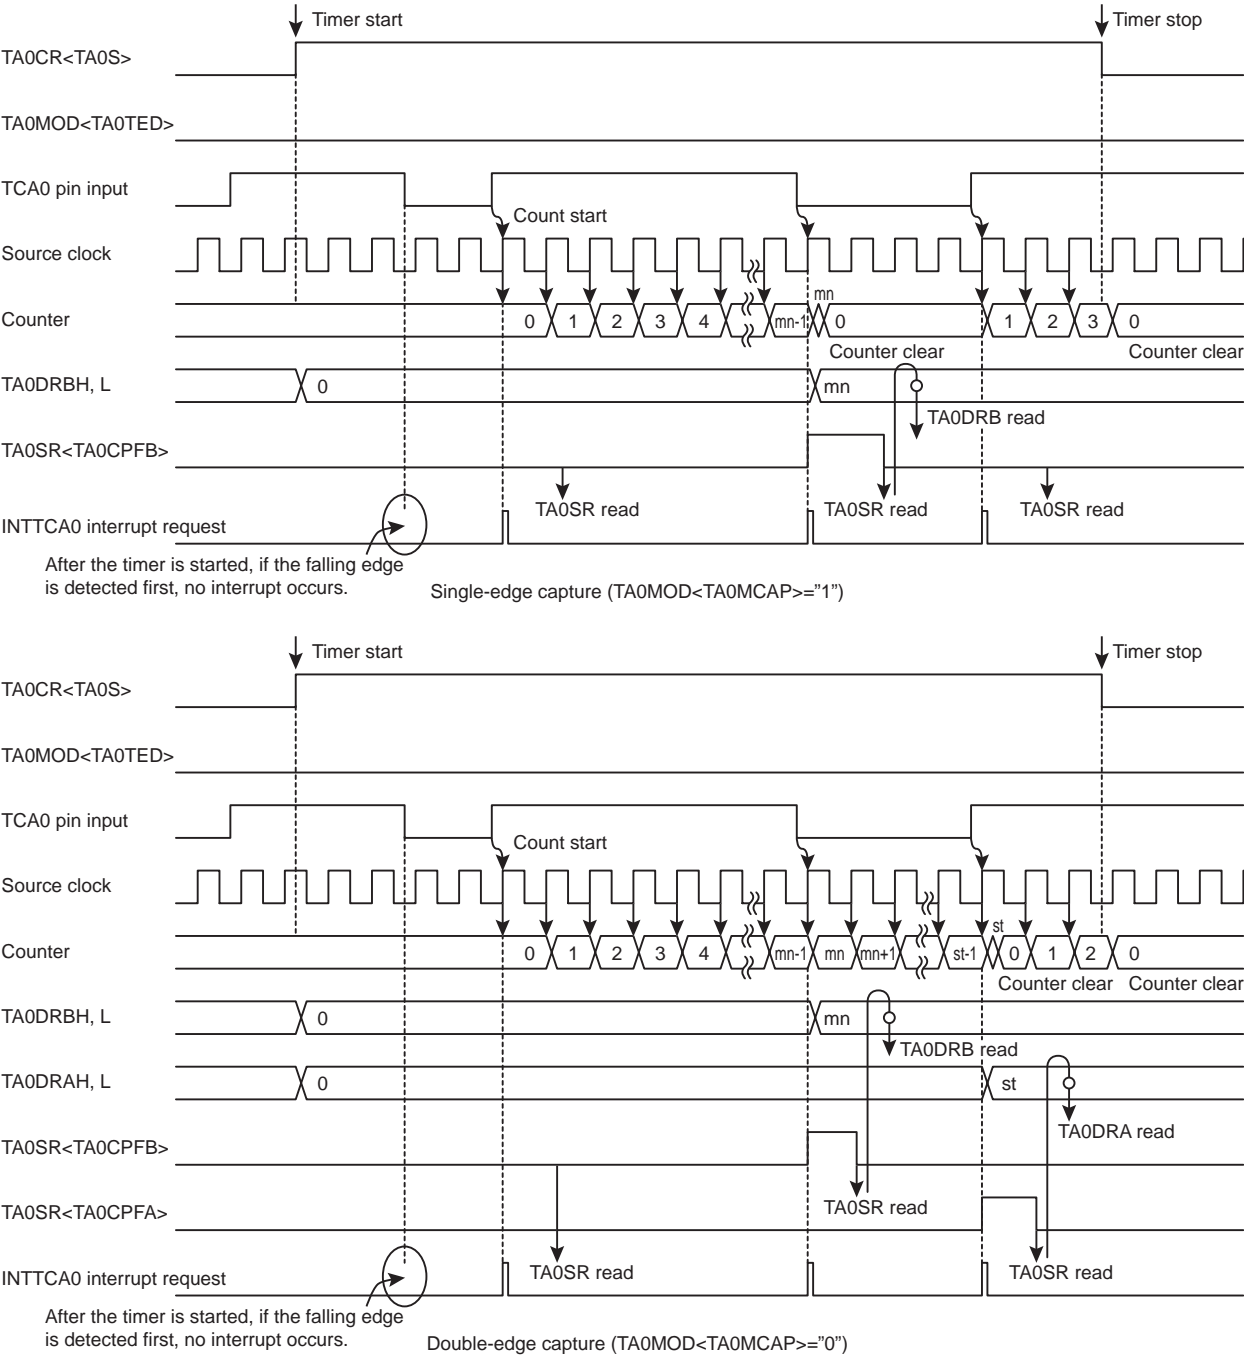 Timer start
Timer stop
TA0CR<TA0S>
TA0MOD<TA0TED>
TCA0 pin input
Count start
Source clock
mn
Counter 0 1 2 3 4 mn-1 0 1 2 3 0
Counter clear
Counter clear
TA0DRBH, L 0 mn
TA0DRB read
TA0SR<TA0CPFB>
TA0SR read
TA0SR read
TA0SR read
INTTCA0 interrupt request
After the timer is started, if the falling edge
is detected first, no interrupt occurs.
Single-edge capture (TA0MOD<TA0MCAP>=”1”)
Timer start
Timer stop
TA0CR<TA0S>
TA0MOD<TA0TED>
TCA0 pin input
Count start
Source clock
st
Counter 0 1 2 3 4 mn-1 mn mn+1 st-1 0 1 2 0
Counter clear
Counter clear
TA0DRBH, L 0 mn
TA0DRB read
TA0DRAH, L 0 st
TA0DRA read
TA0SR<TA0CPFB>
TA0SR read
TA0SR<TA0CPFA>
TA0SR read
TA0SR read
INTTCA0 interrupt request
After the timer is started, if the falling edge
is detected first, no interrupt occurs.
Double-edge capture (TA0MOD<TA0MCAP>=”0”)